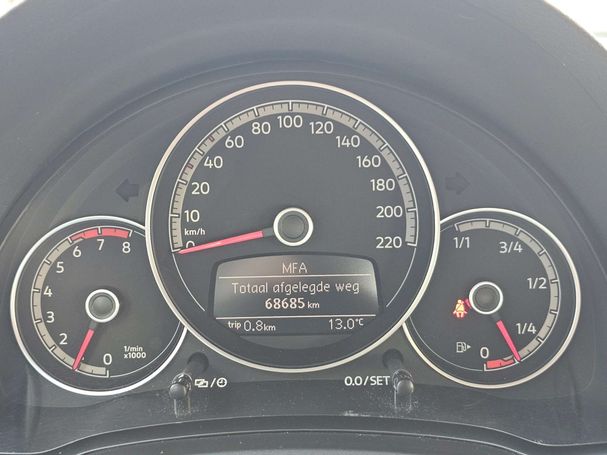 80 100 120
60 140
40 160
20 180
10 200
km/h
0 220
MFA
Totaal afgelegde weg
68685 km
trip 0.8km 13.0°C
6 7 8
5
4
3
2
1 0
1/min
x1000
1/1 3/4
1/2
1/4
0
0.0/SET